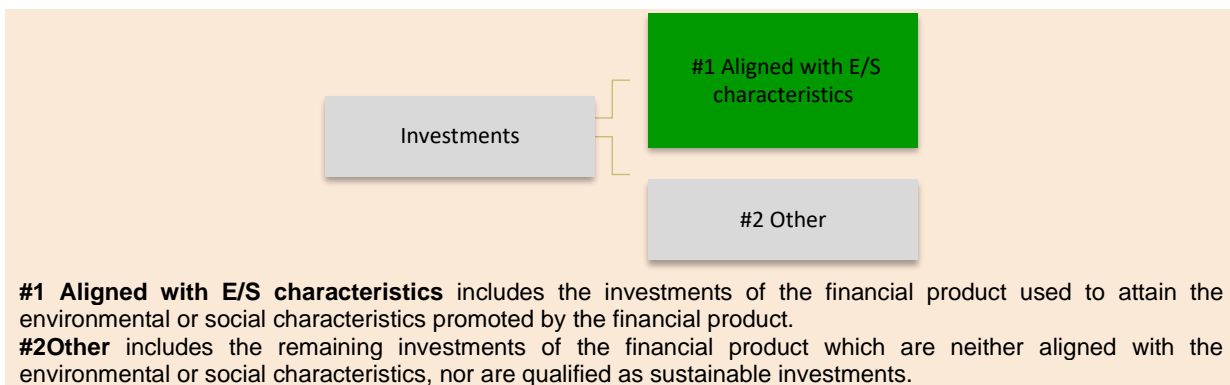 #1 Aligned with E/S
characteristics
Investments
#2 Other
#1 Aligned with E/S characteristics includes the investments of the financial product used to attain the
environmental or social characteristics promoted by the financial product.
#2Other includes the remaining investments of the financial product which are neither aligned with the
environmental or social characteristics, nor are qualified as sustainable investments.